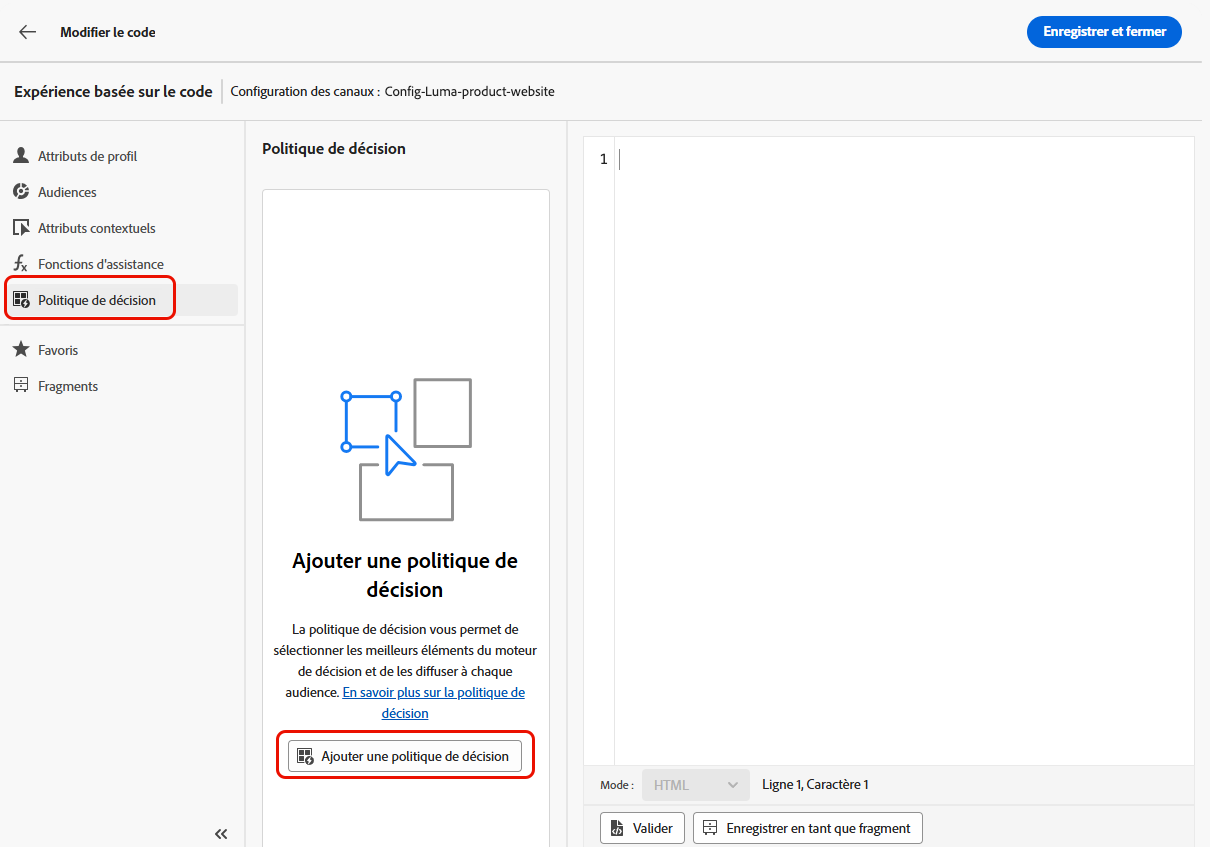 Modifier le code
Enregistrer et fermer
Expérience basée sur le code
Configuration des canaux : Config-Luma-product-website
Attributs de profil
Audiences
Attributs contextuels
Fonctions d'assistance
Politique de décision
Favoris
Fragments
Politique de décision
Ajouter une politique de
décision
La politique de décision vous permet de
sélectionner les meilleurs éléments du moteur
de décision et de les diffuser à chaque
audience. En savoir plus sur la politique de
décision
Ajouter une politique de décision
1
Mode : HTML Ligne 1, Caractère 1
Valider Enregistrer en tant que fragment